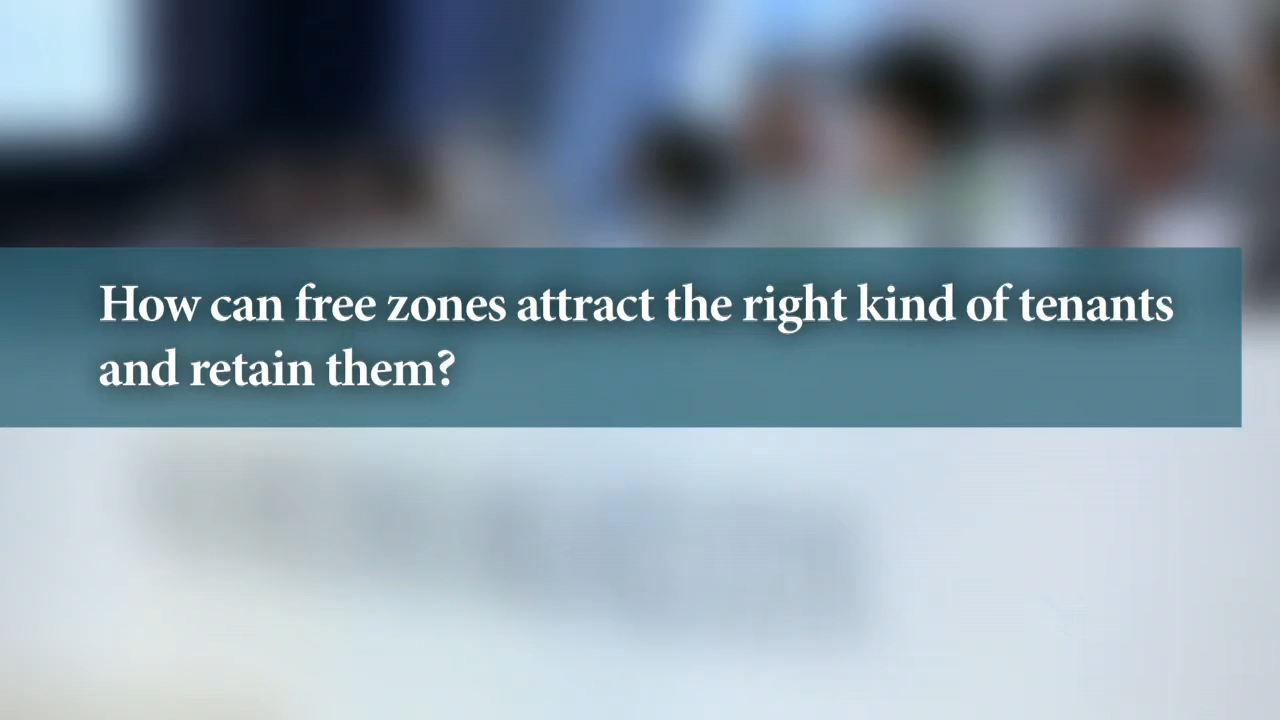 How can free zones attract the right kind of tenants
and retain them?